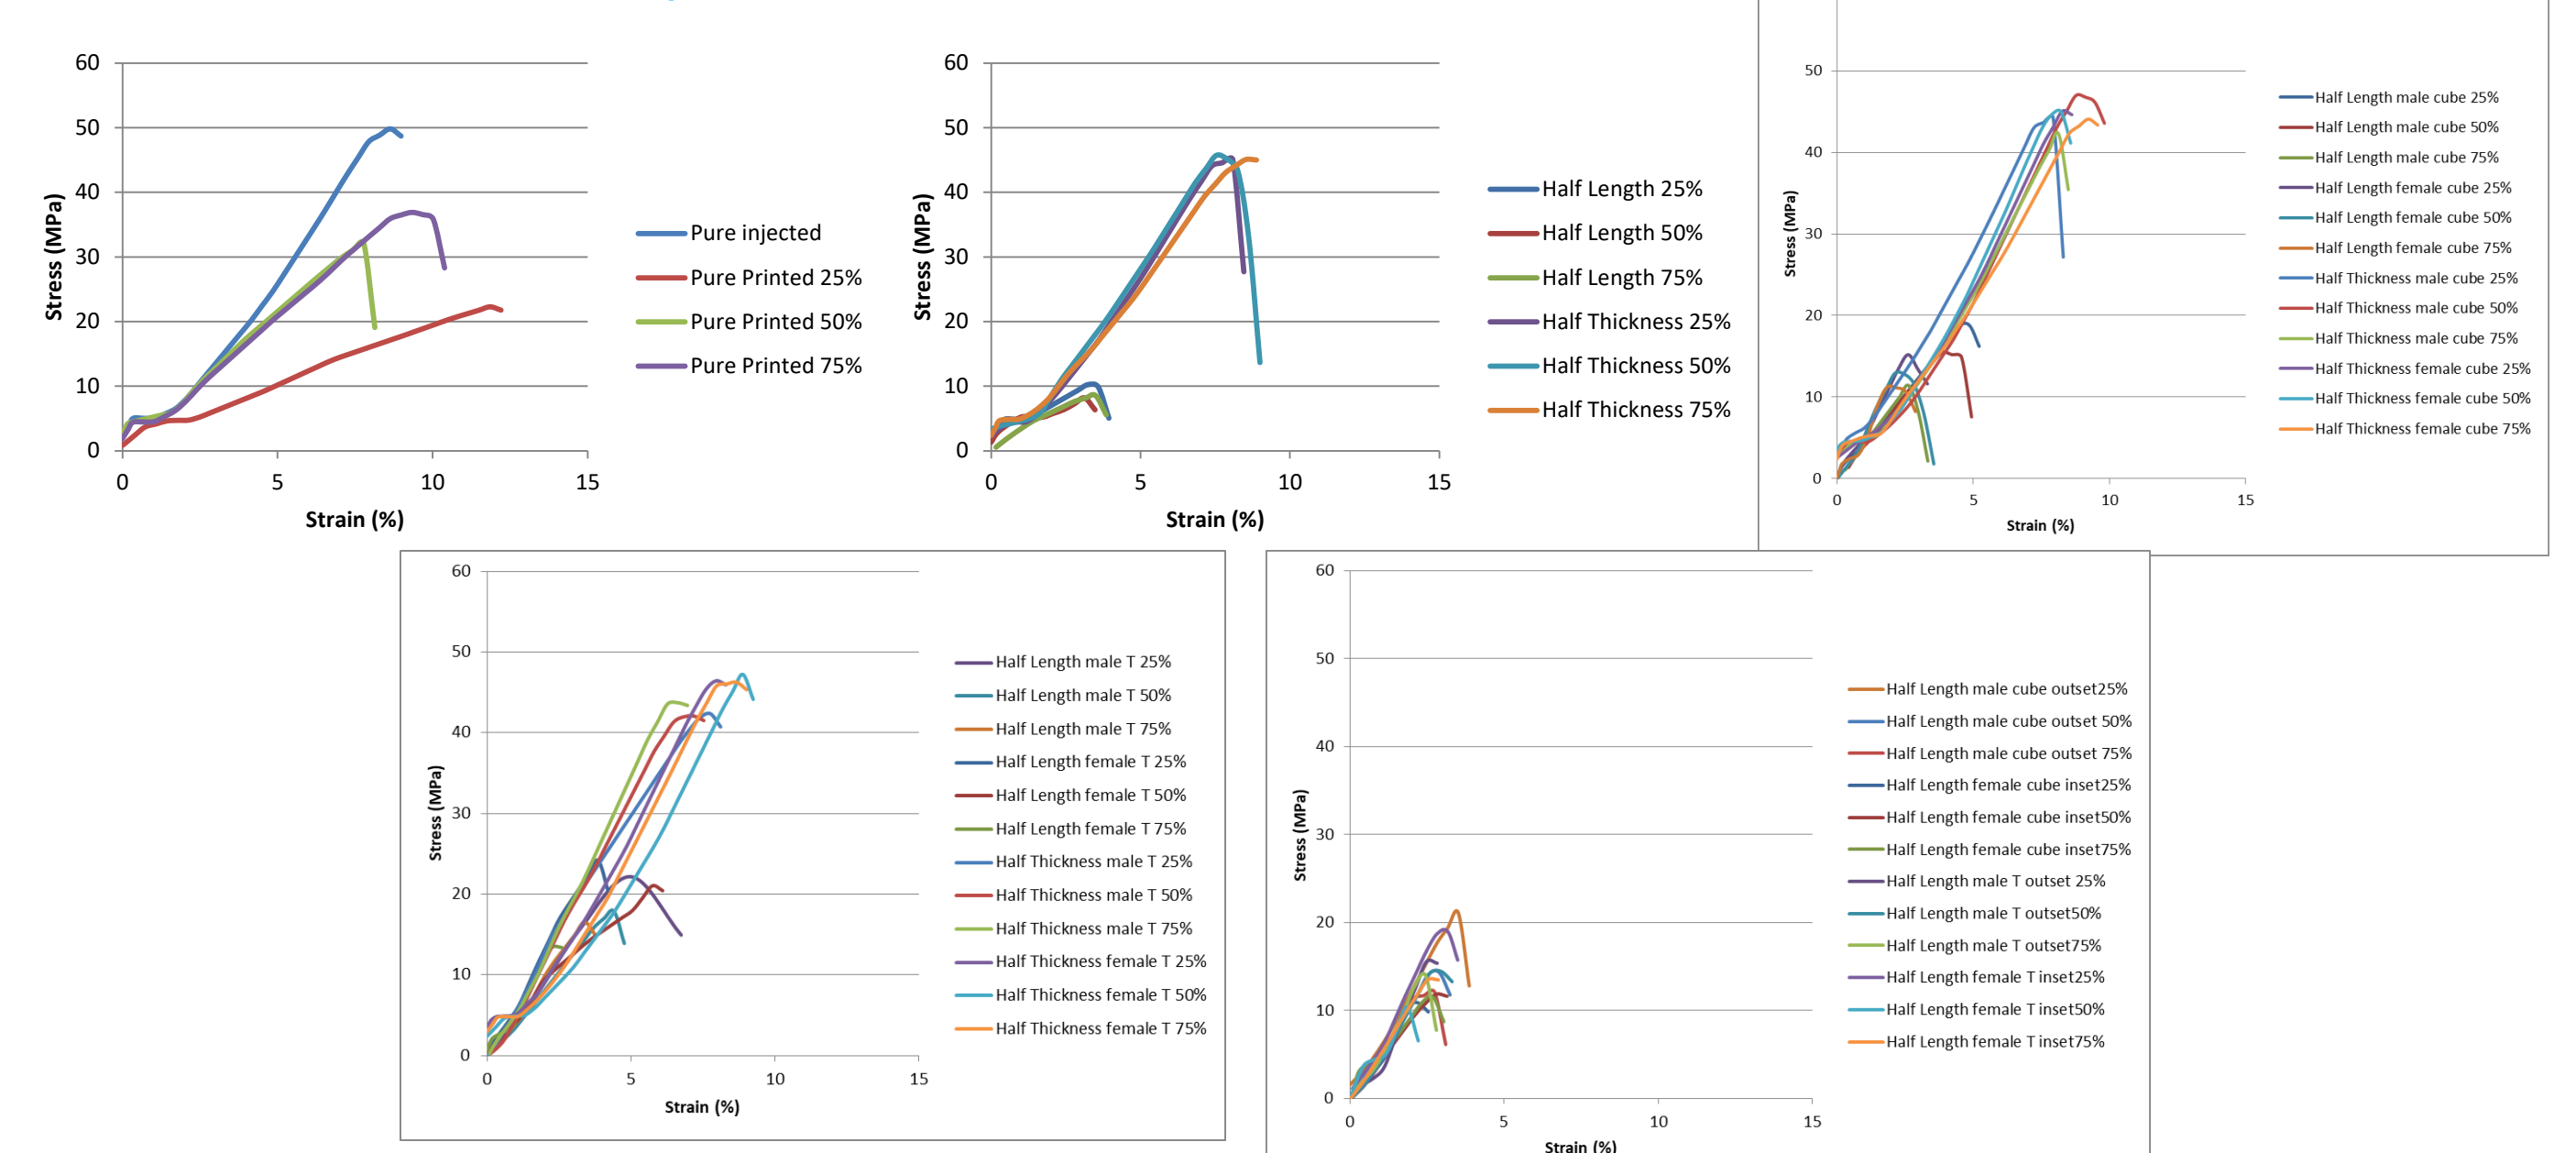 60
50
40
30
20
10
0
0 5 10 15
Stress (MPa)
Strain (%)
Pure injected
Pure Printed 25%
Pure Printed 50%
Pure Printed 75%
60
50
40
30
20
10
0
0 5 10 15
Stress (MPa)
Strain (%)
Half Length 25%
Half Length 50%
Half Length 75%
Half Thickness 25%
Half Thickness 50%
Half Thickness 75%
50
40
30
20
10
0
0 5 10 15
Stress (MPa)
Strain (%)
Half Length male cube 25%
Half Length male cube 50%
Half Length male cube 75%
Half Length female cube 25%
Half Length female cube 50%
Half Length female cube 75%
Half Thickness male cube 25%
Half Thickness male cube 50%
Half Thickness male cube 75%
Half Thickness female cube 25%
Half Thickness female cube 50%
Half Thickness female cube 75%
60
50
40
30
20
10
0
0 5 10 15
Stress (MPa)
Strain (%)
Half Length male T 25%
Half Length male T 50%
Half Length male T 75%
Half Length female T 25%
Half Length female T 50%
Half Length female T 75%
Half Thickness male T 25%
Half Thickness male T 50%
Half Thickness male T 75%
Half Thickness female T 25%
Half Thickness female T 50%
Half Thickness female T 75%
60
50
40
30
20
10
0
0 5 10 15
Stress (MPa)
Strain (%)
Half Length male cube outset25%
Half Length male cube outset 50%
Half Length male cube outset 75%
Half Length female cube inset25%
Half Length female cube inset50%
Half Length female cube inset75%
Half Length male T outset 25%
Half Length male T outset50%
Half Length male T outset75%
Half Length female T inset25%
Half Length female T inset50%
Half Length female T inset75%